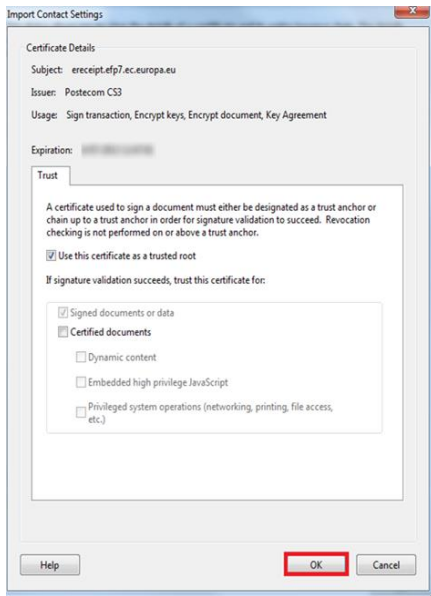 Import Contact Settings
Certificate Details
Subject: ereceipt.efp7.ec.europa.eu
Issuer: Postecom CS3
Usage: Sign transaction, Encrypt keys, Encrypt document, Key Agreement
Expiration:
Trust
A certificate used to sign a document must either be designated as a trust anchor or
chain up to a trust anchor in order for signature validation to succeed. Revocation
checking is not performed on or above a trust anchor.
Use this certificate as a trusted root
If signature validation succeeds, trust this certificate for:
Signed documents or data
Certified documents
Dynamic content
Embedded high privilege JavaScript
Privileged system operations (networking, printing, file access,
etc.)
Help
OK
Cancel